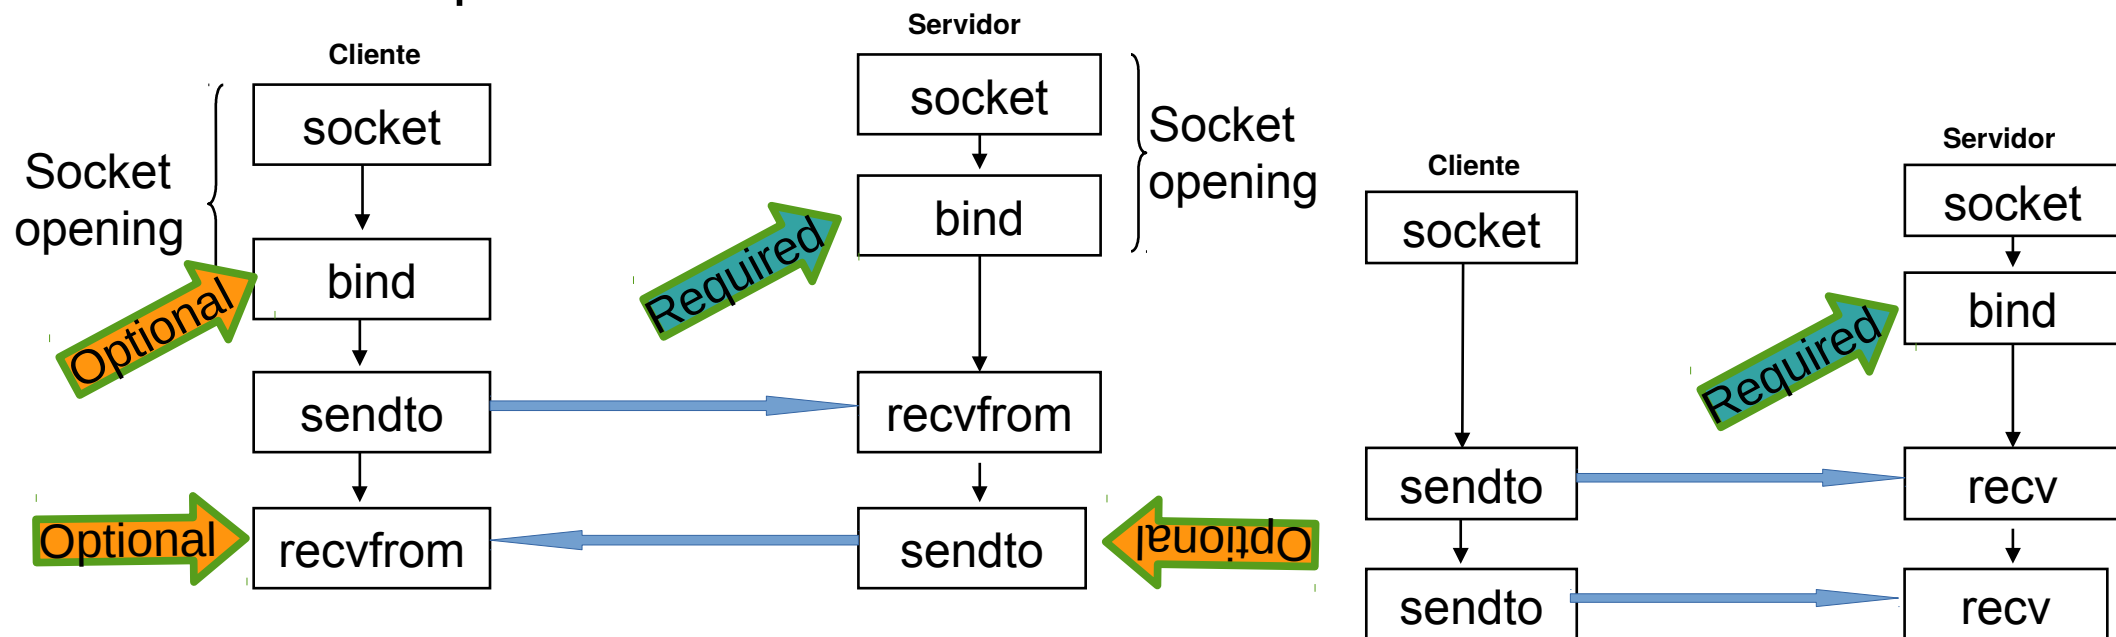 Cliente
socket
Socket
opening
bind
Optional
sendto
Optional
recvfrom
Servidor
socket
Socket
opening
bind
Required
recvfrom
sendto
Optional
Cliente
socket
sendto
sendto
Servidor
socket
bind
Required
recv
recv